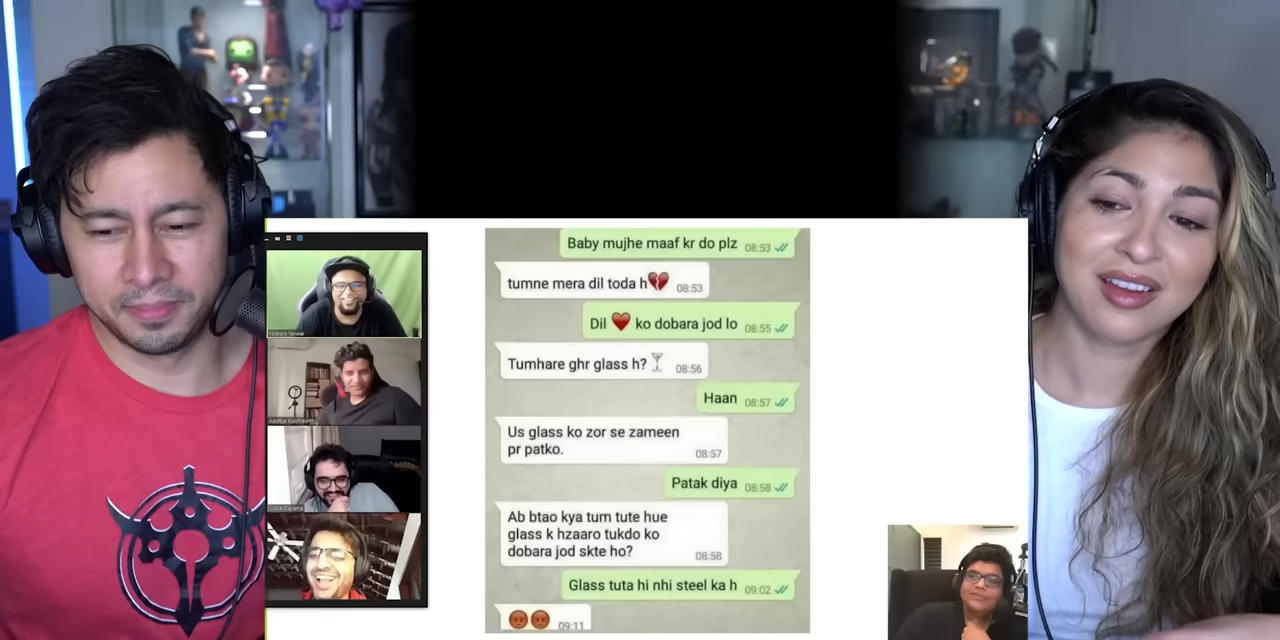 Baby mujhe maaf kr do plz 08:53
tumne mera dil toda h💔 08:53
Dil ❤️ ko dobara jod lo 08:55
Tumhare ghr glass h? 08:56
Haan 08:57
Us glass ko zor se zameen
pr patko. 08:57
Patak diya 08:58
Ab btao kya tum tute hue
glass k hzaaro tukdo ko
dobara jod skte ho? 08:58
Glass tuta hi nhi steel ka h 09:02
😡😡 09:11